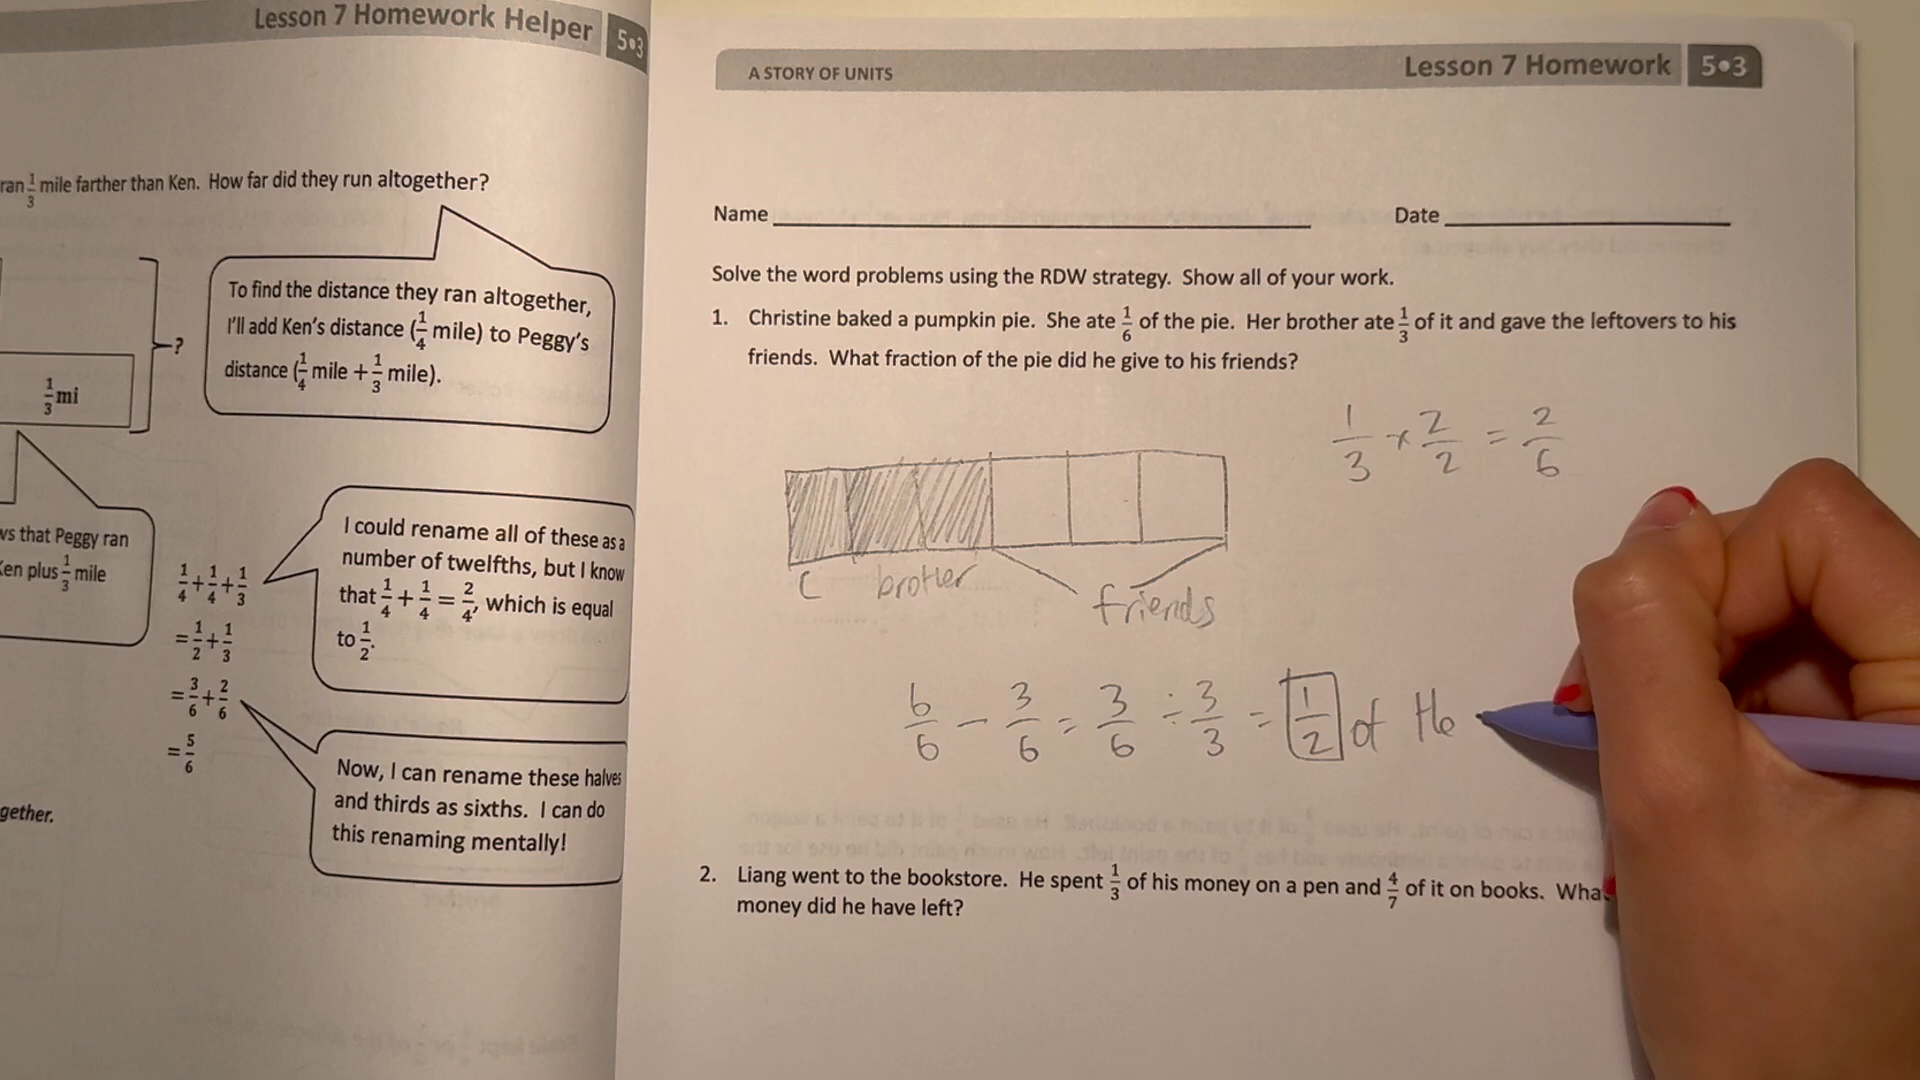 Lesson 7 Homework Helper 5•3
ran 1/3 mile farther than Ken. How far did they run altogether?
To find the distance they ran altogether,
I'll add Ken's distance (1/4 mile) to Peggy's
distance (1/4 mile + 1/3 mile).
?
1/3 mi
that Peggy ran
plus 1/3 mile
1/4 + 1/4 + 1/3
= 1/2 + 1/3
= 3/6 + 2/6
= 5/6
I could rename all of these as a
number of twelfths, but I know
that 1/4 + 1/4 = 2/4, which is equal
to 1/2.
Now, I can rename these halves
and thirds as sixths. I can do
this renaming mentally!
A STORY OF UNITS
Lesson 7 Homework 5•3
Name
Date
Solve the word problems using the RDW strategy. Show all of your work.
1. Christine baked a pumpkin pie. She ate 1/6 of the pie. Her brother ate 1/3 of it and gave the leftovers to his
friends. What fraction of the pie did he give to his friends?
1/3 × 2/2 = 2/6
C brother friends
6/6 - 3/6 = 3/6 ÷ 3/3 = 1/2 of the
2. Liang went to the bookstore. He spent 1/3 of his money on a pen and 4/7 of it on books.
money did he have left?